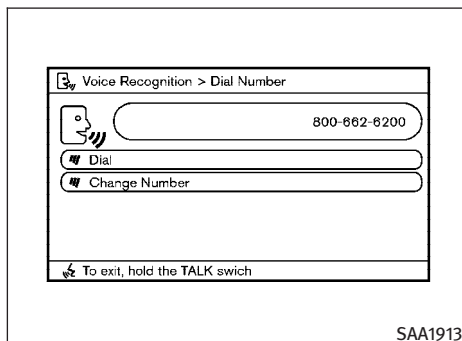 Voice Recognition > Dial Number
800-662-6200
Dial
Change Number
To exit, hold the TALK swich
SAA1913